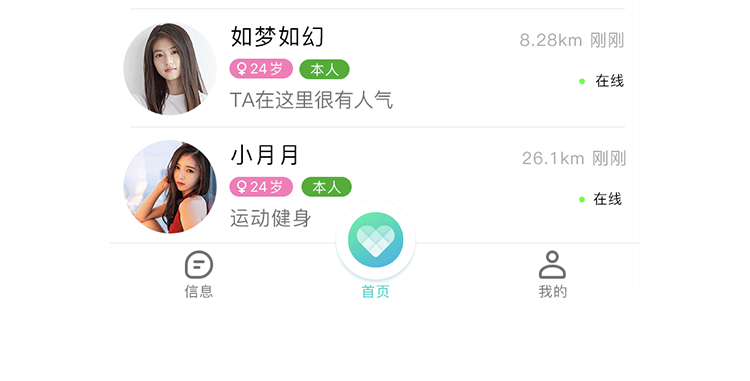 如梦如幻
8.28km 刚刚
♀24岁 本人
在线
TA在这里很有人气
小月月
26.1km 刚刚
♀24岁 本人
在线
运动健身
信息 首页 我的